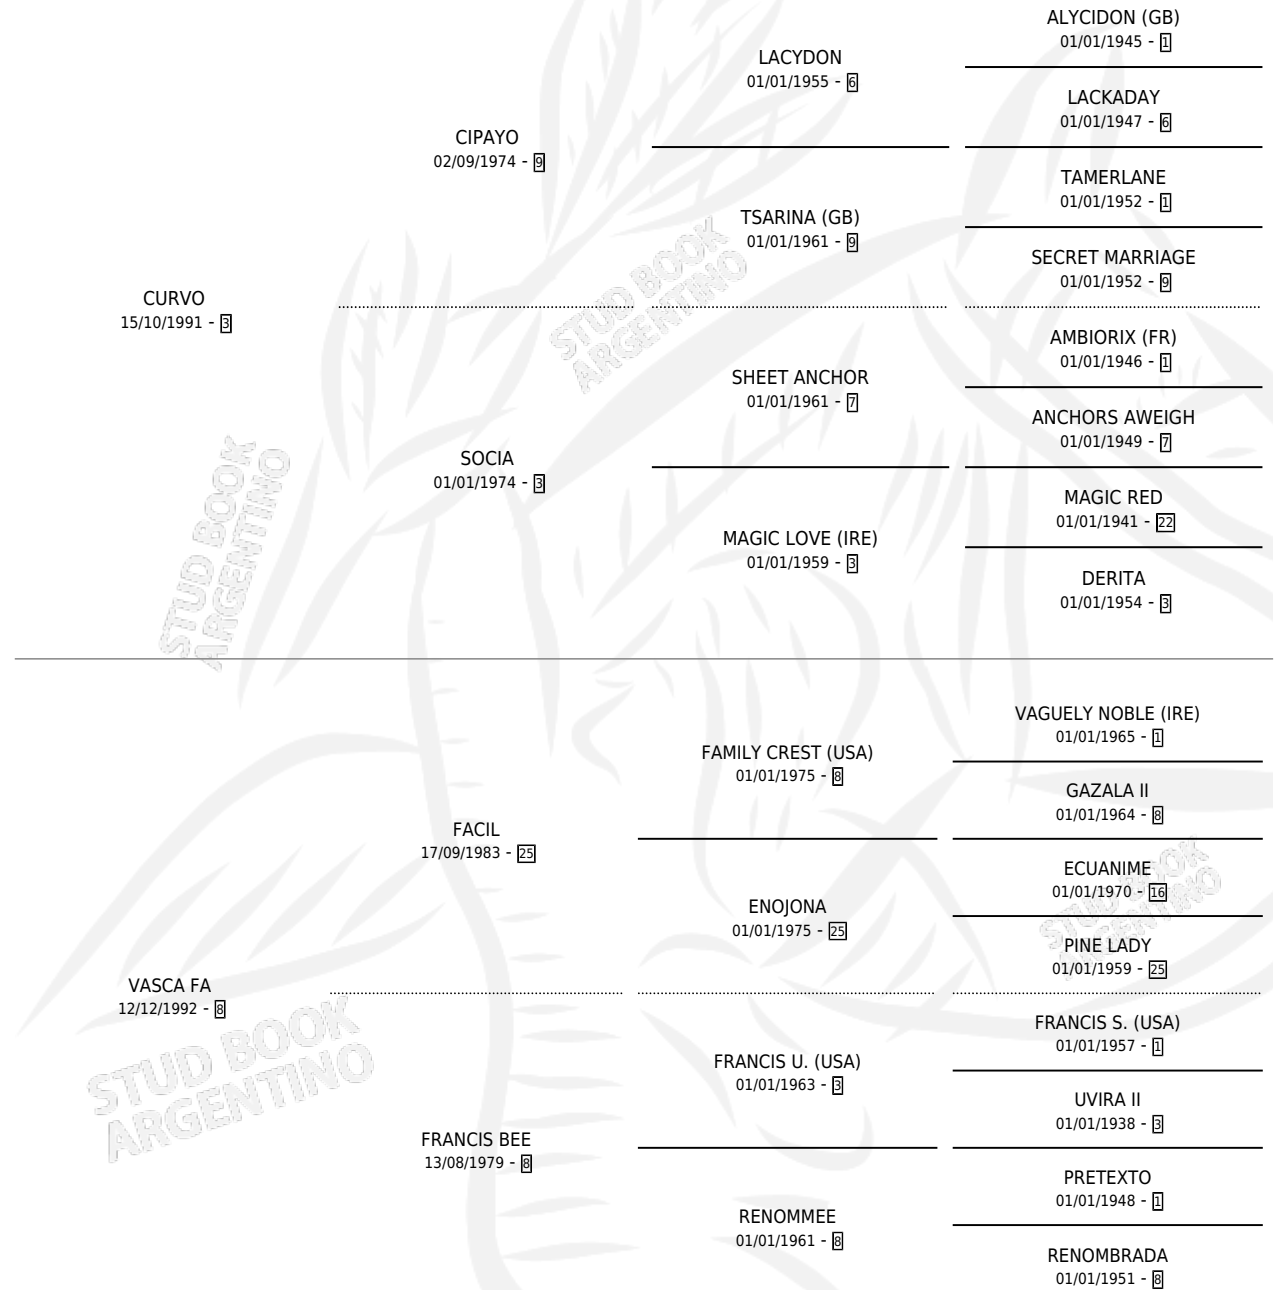 ALYCIDON (GB)
01/01/1945 - 1
LACYDON
01/01/1955 - 6
LACKADAY
01/01/1947 - 6
CIPAYO
02/09/1974 - 9
TAMERLANE
01/01/1952 - 1
TSARINA (GB)
01/01/1961 - 9
SECRET MARRIAGE
01/01/1952 - 9
CURVO
15/10/1991 - 3
STUD BOOK
ARGENTINO
AMBIORIX (FR)
01/01/1946 - 1
SHEET ANCHOR
01/01/1961 - 7
ANCHORS AWEIGH
01/01/1949 - 7
SOCIA
01/01/1974 - 3
MAGIC RED
01/01/1941 - 22
MAGIC LOVE (IRE)
01/01/1959 - 3
DERITA
01/01/1954 - 3
STUD BOOK
ARGENTINO
VAGUELY NOBLE (IRE)
01/01/1965 - 1
FAMILY CREST (USA)
01/01/1975 - 8
GAZALA II
01/01/1964 - 8
FACIL
17/09/1983 - 25
ECUANIME
01/01/1970 - 16
ENOJONA
01/01/1975 - 25
STUD BOOK
ARGENTINO
PINE LADY
01/01/1959 - 25
VASCA FA
12/12/1992 - 8
STUD BOOK
ARGENTINO
FRANCIS S. (USA)
01/01/1957 - 1
FRANCIS U. (USA)
01/01/1963 - 3
UVIRA II
01/01/1938 - 3
FRANCIS BEE
13/08/1979 - 8
PRETEXTO
01/01/1948 - 1
RENOMMEE
01/01/1961 - 8
RENOMBRADA
01/01/1951 - 8